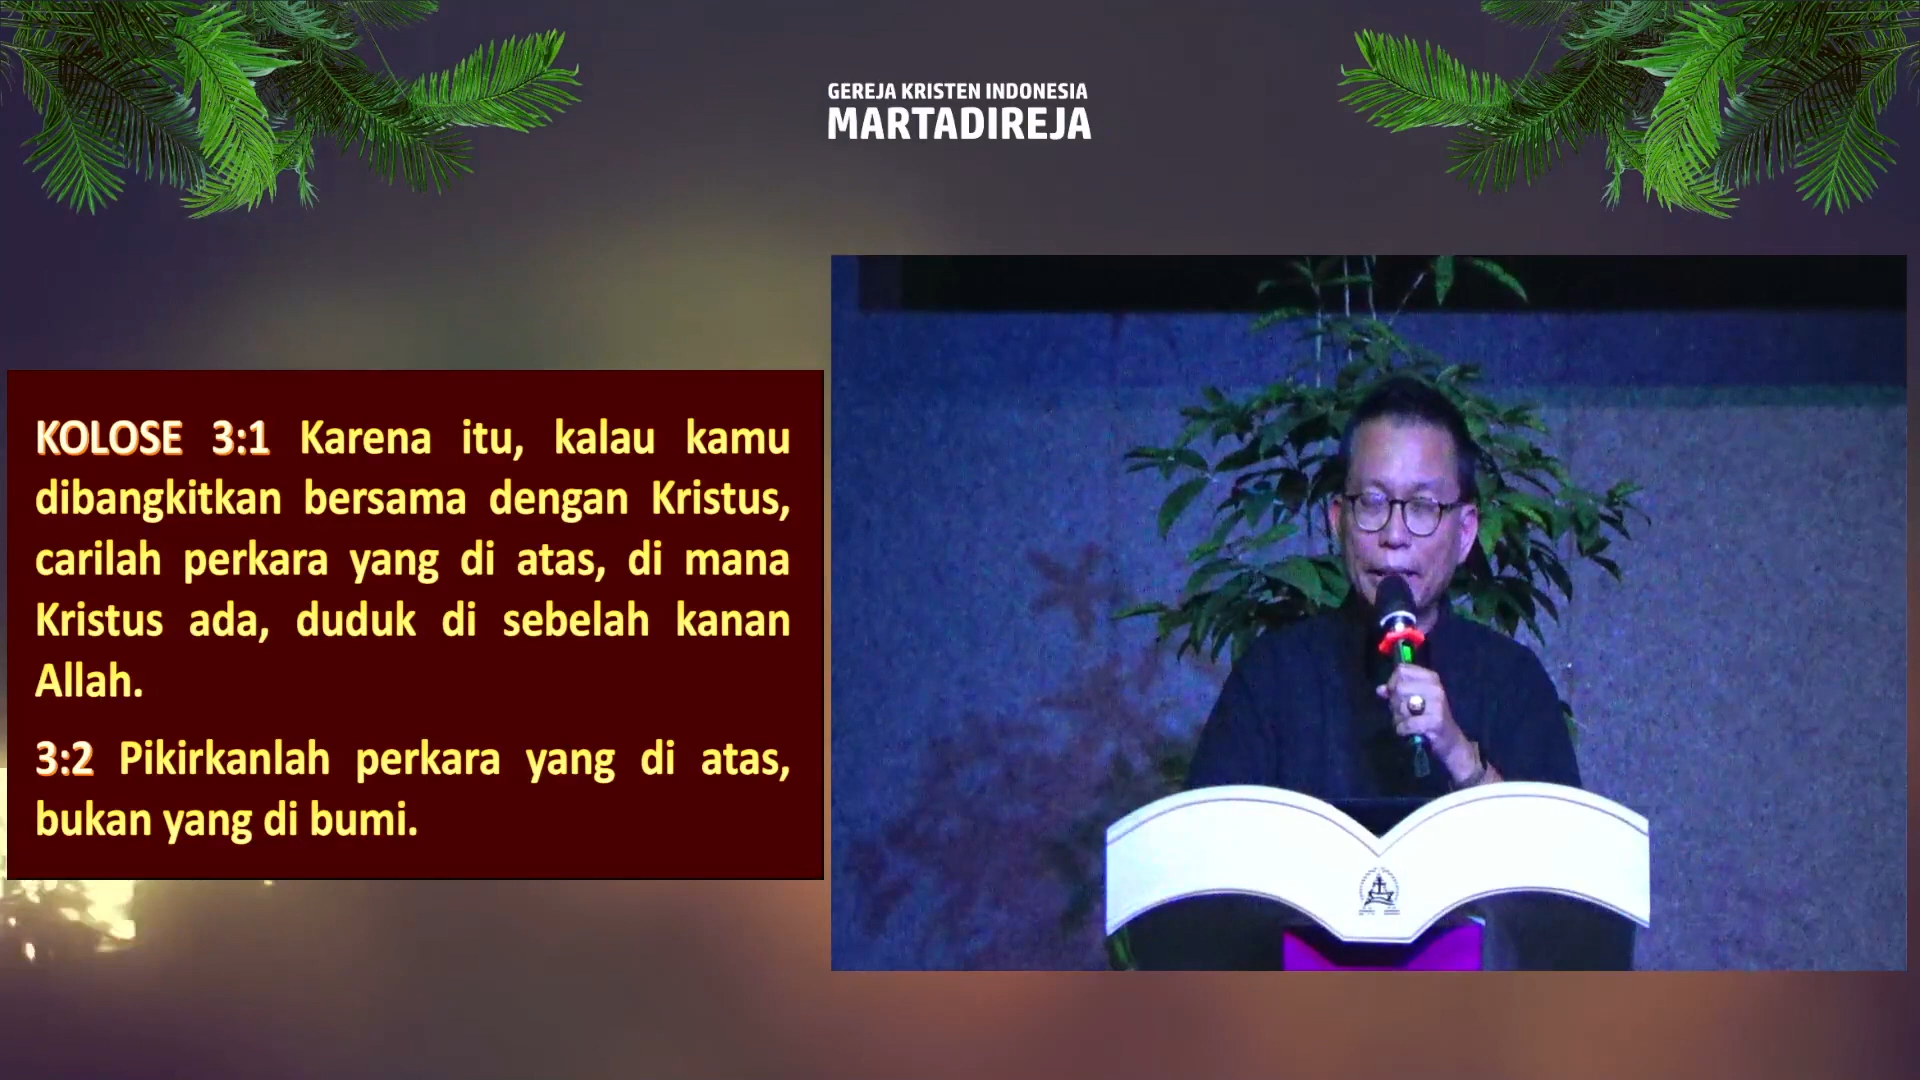 GEREJA KRISTEN INDONESIA
MARTADIREJA
KOLOSE 3:1 Karena itu, kalau kamu
dibangkitkan bersama dengan Kristus,
carilah perkara yang di atas, di mana
Kristus ada, duduk di sebelah kanan
Allah.
3:2 Pikirkanlah perkara yang di atas,
bukan yang di bumi.